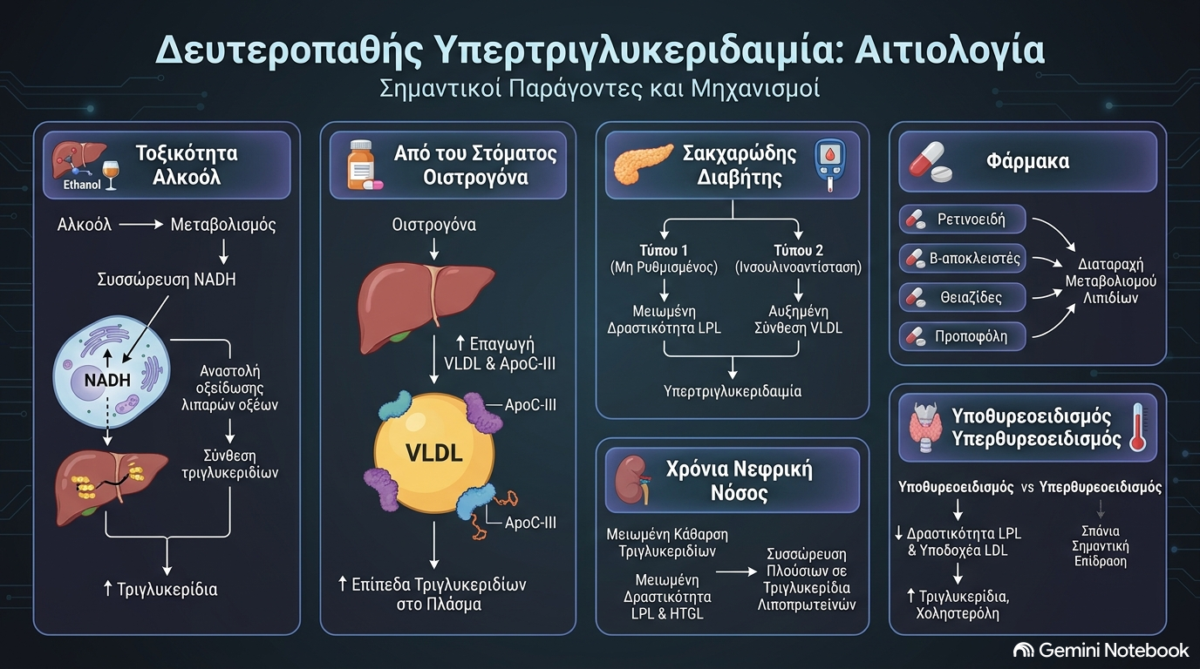 Δευτεροπαθής Υπερτριγλυκεριδαιμία: Αιτιολογία
Σημαντικοί Παράγοντες και Μηχανισμοί
Ethanol
Τοξικότητα
Αλκοόλ
Αλκοόλ
Μεταβολισμός
Συσσώρευση NADH
NADH
Αναστολή
οξείδωσης
λιπαρών οξέων
Σύνθεση
τριγλυκεριδίων
↑ Τριγλυκερίδια
Από του Στόματος
Οιστρογόνα
Οιστρογόνα
↑ Επαγωγή
VLDL & ApoC-III
ApoC-III
VLDL
ApoC-III
↑ Επίπεδα Τριγλυκεριδίων
στο Πλάσμα
Σακχαρώδης
Διαβήτης
Τύπου 1
(Μη Ρυθμισμένος)
Μειωμένη
Δραστικότητα LPL
Τύπου 2
(Ινσουλινοαντίσταση)
Αυξημένη
Σύνθεση VLDL
Υπερτριγλυκεριδαιμία
Χρόνια Νεφρική
Νόσος
Μειωμένη Κάθαρση
Τριγλυκεριδίων
Μειωμένη
Δραστικότητα
LPL & HTGL
Συσσώρευση
Πλούσιων σε
Τριγλυκερίδια
Λιποπρωτεϊνών
Φάρμακα
Ρετινοειδή
Β-αποκλειστές
Θειαζίδες
Προποφόλη
Διαταραχή
Μεταβολισμού
Λιπιδίων
Υποθυρεοειδισμός
Υπερθυρεοειδισμός
Υποθυρεοειδισμός vs Υπερθυρεοειδισμός
↓ Δραστικότητα LPL
& Υποδοχέα LDL
↑ Τριγλυκερίδια,
Χοληστερόλη
Σπάνια
Σημαντική
Επίδραση
Gemini Notebook